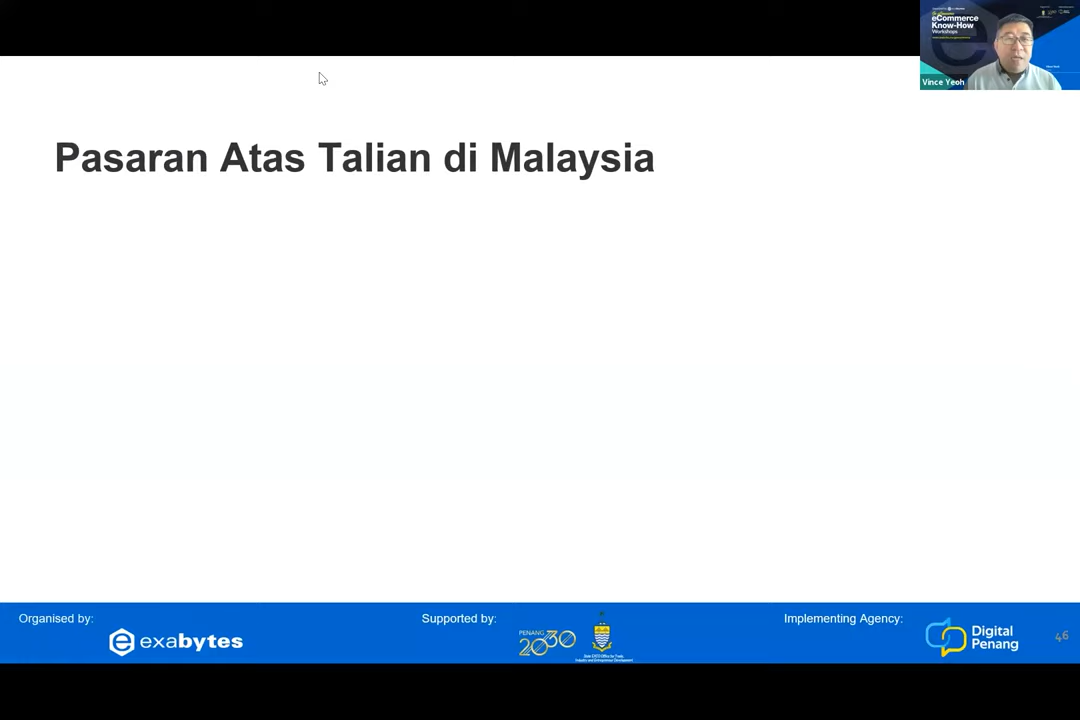 eCommerce
Know-How
Workshops
Vince Yeoh
Pasaran Atas Talian di Malaysia
Organised by:
exabytes
Supported by:
PENANG
2030
Implementing Agency:
Digital
Penang
46